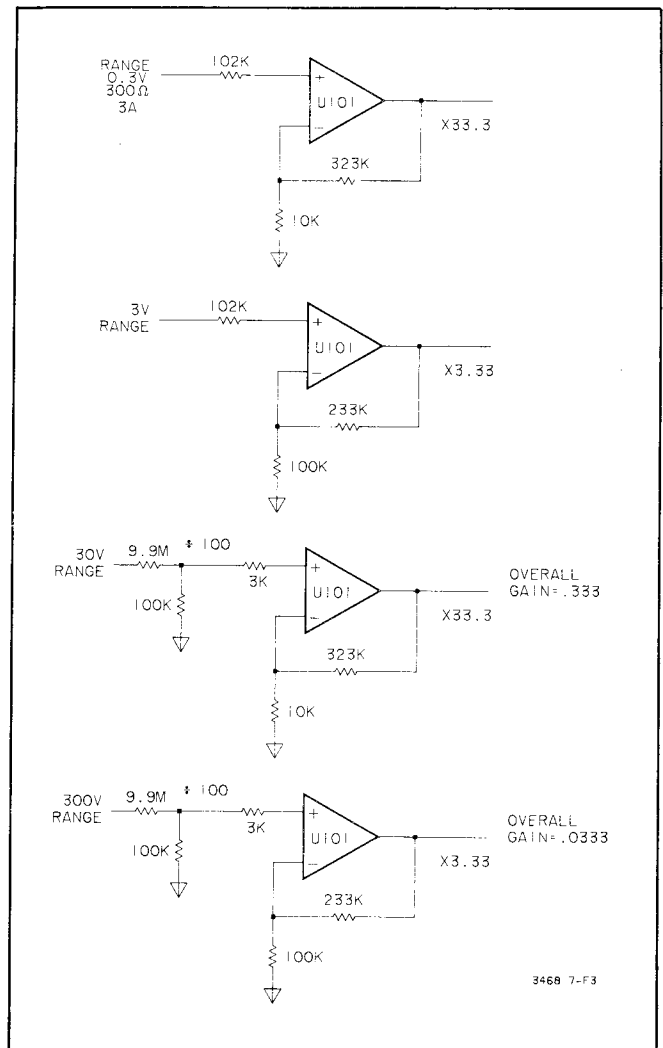 RANGE
0.3V
300Ω
3A
102K
+
U101
−
X33.3
323K
10K
3V
RANGE
102K
+
U101
−
X3.33
233K
100K
30V
RANGE
9.9M
÷ 100
100K
3K
+
U101
−
X33.3
OVERALL
GAIN=.333
323K
10K
300V
RANGE
9.9M
÷ 100
100K
3K
+
U101
−
X3.33
OVERALL
GAIN=.0333
233K
100K
3468 7-F3